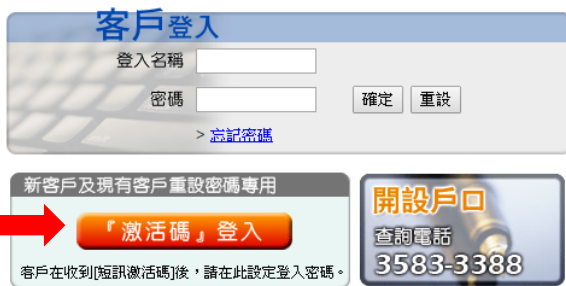 客戶登入
登入名稱
密碼 確定 重設
> 忘記密碼
新客戶及現有客戶重設密碼專用
『激活碼』登入
客戶在收到[短訊激活碼]後，請在此設定登入密碼。
開設戶口
查詢電話
3583-3388